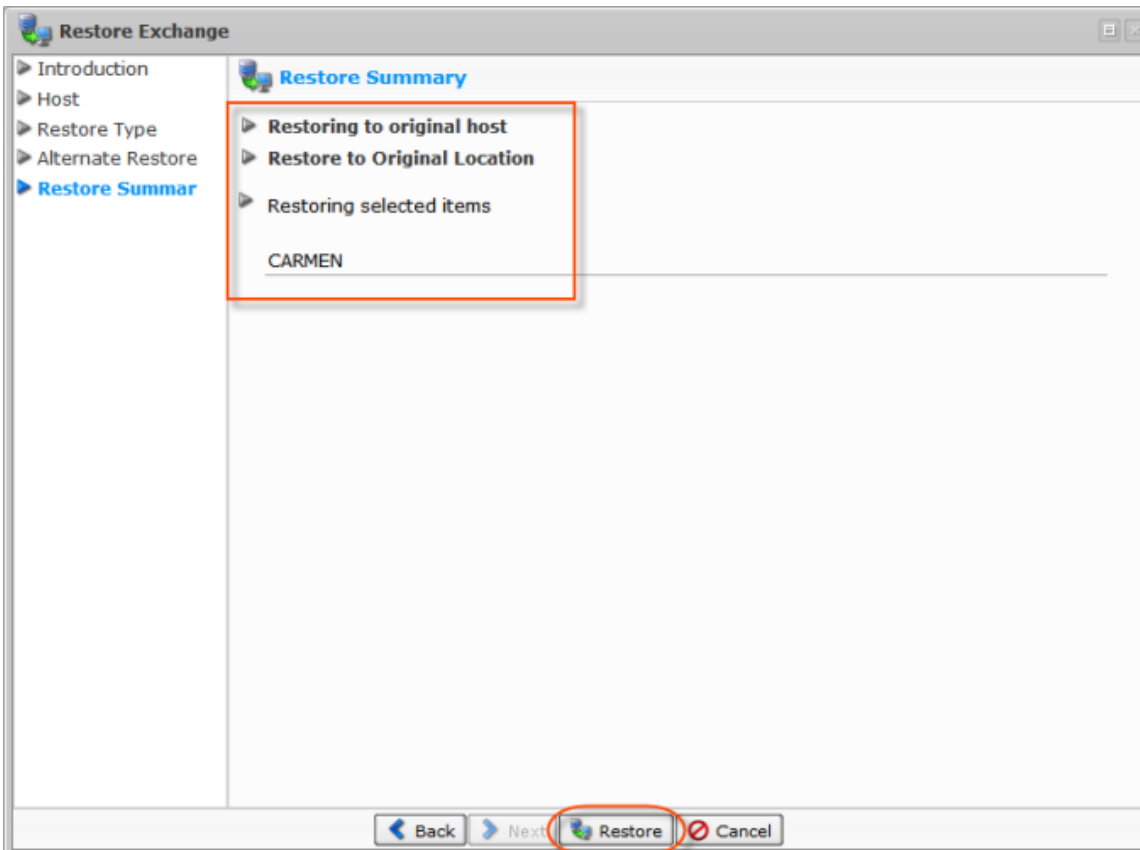 Restore Exchange
Introduction
Host
Restore Type
Alternate Restore
Restore Summar
Restore Summary
Restoring to original host
Restore to Original Location
Restoring selected items
CARMEN
Back
Next
Restore
Cancel